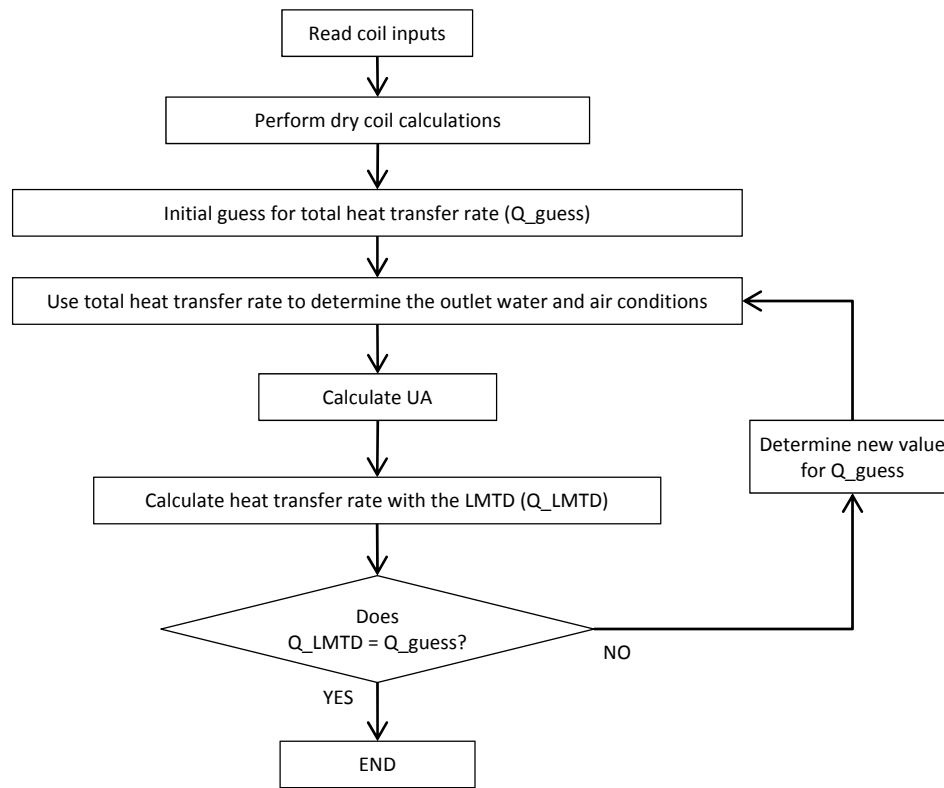 Read coil inputs
Perform dry coil calculations
Initial guess for total heat transfer rate (Q_guess)
Use total heat transfer rate to determine the outlet water and air conditions
Calculate UA
Determine new value
for Q_guess
Calculate heat transfer rate with the LMTD (Q_LMTD)
Does
Q_LMTD = Q_guess?
NO
YES
END